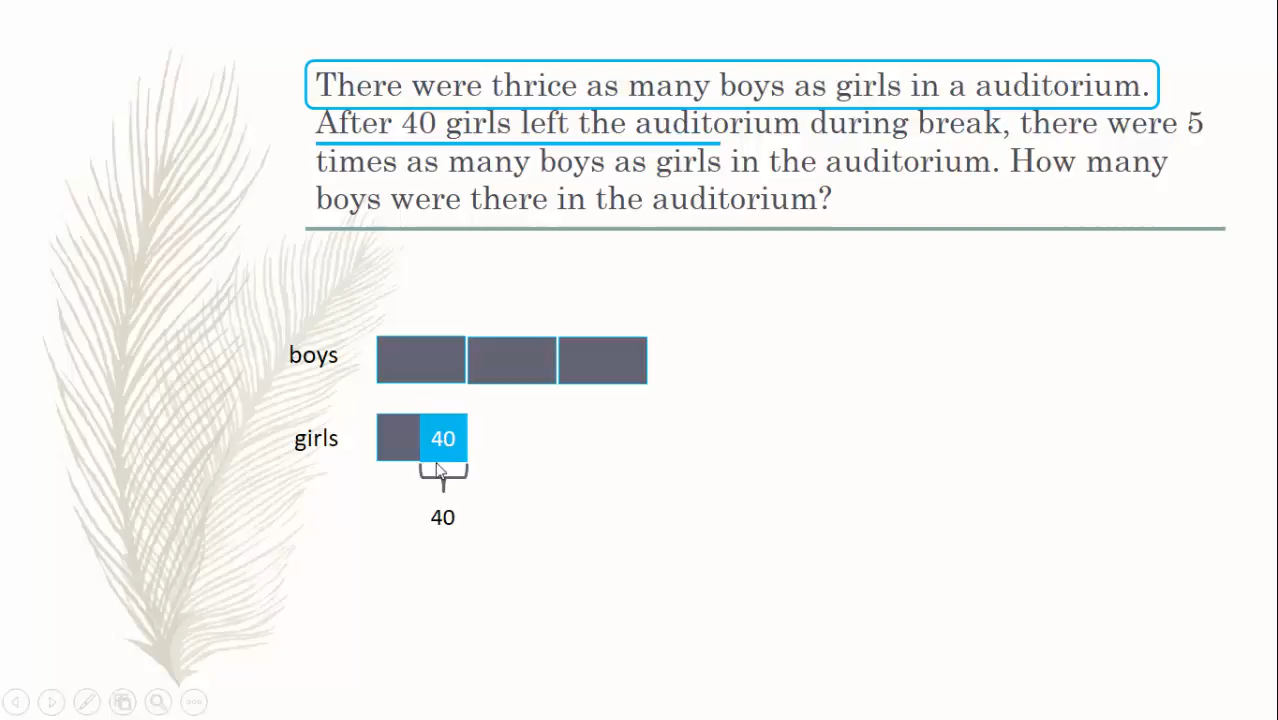 There were thrice as many boys as girls in a auditorium.
After 40 girls left the auditorium during break, there were 5
times as many boys as girls in the auditorium. How many
boys were there in the auditorium?
boys
girls
40
40